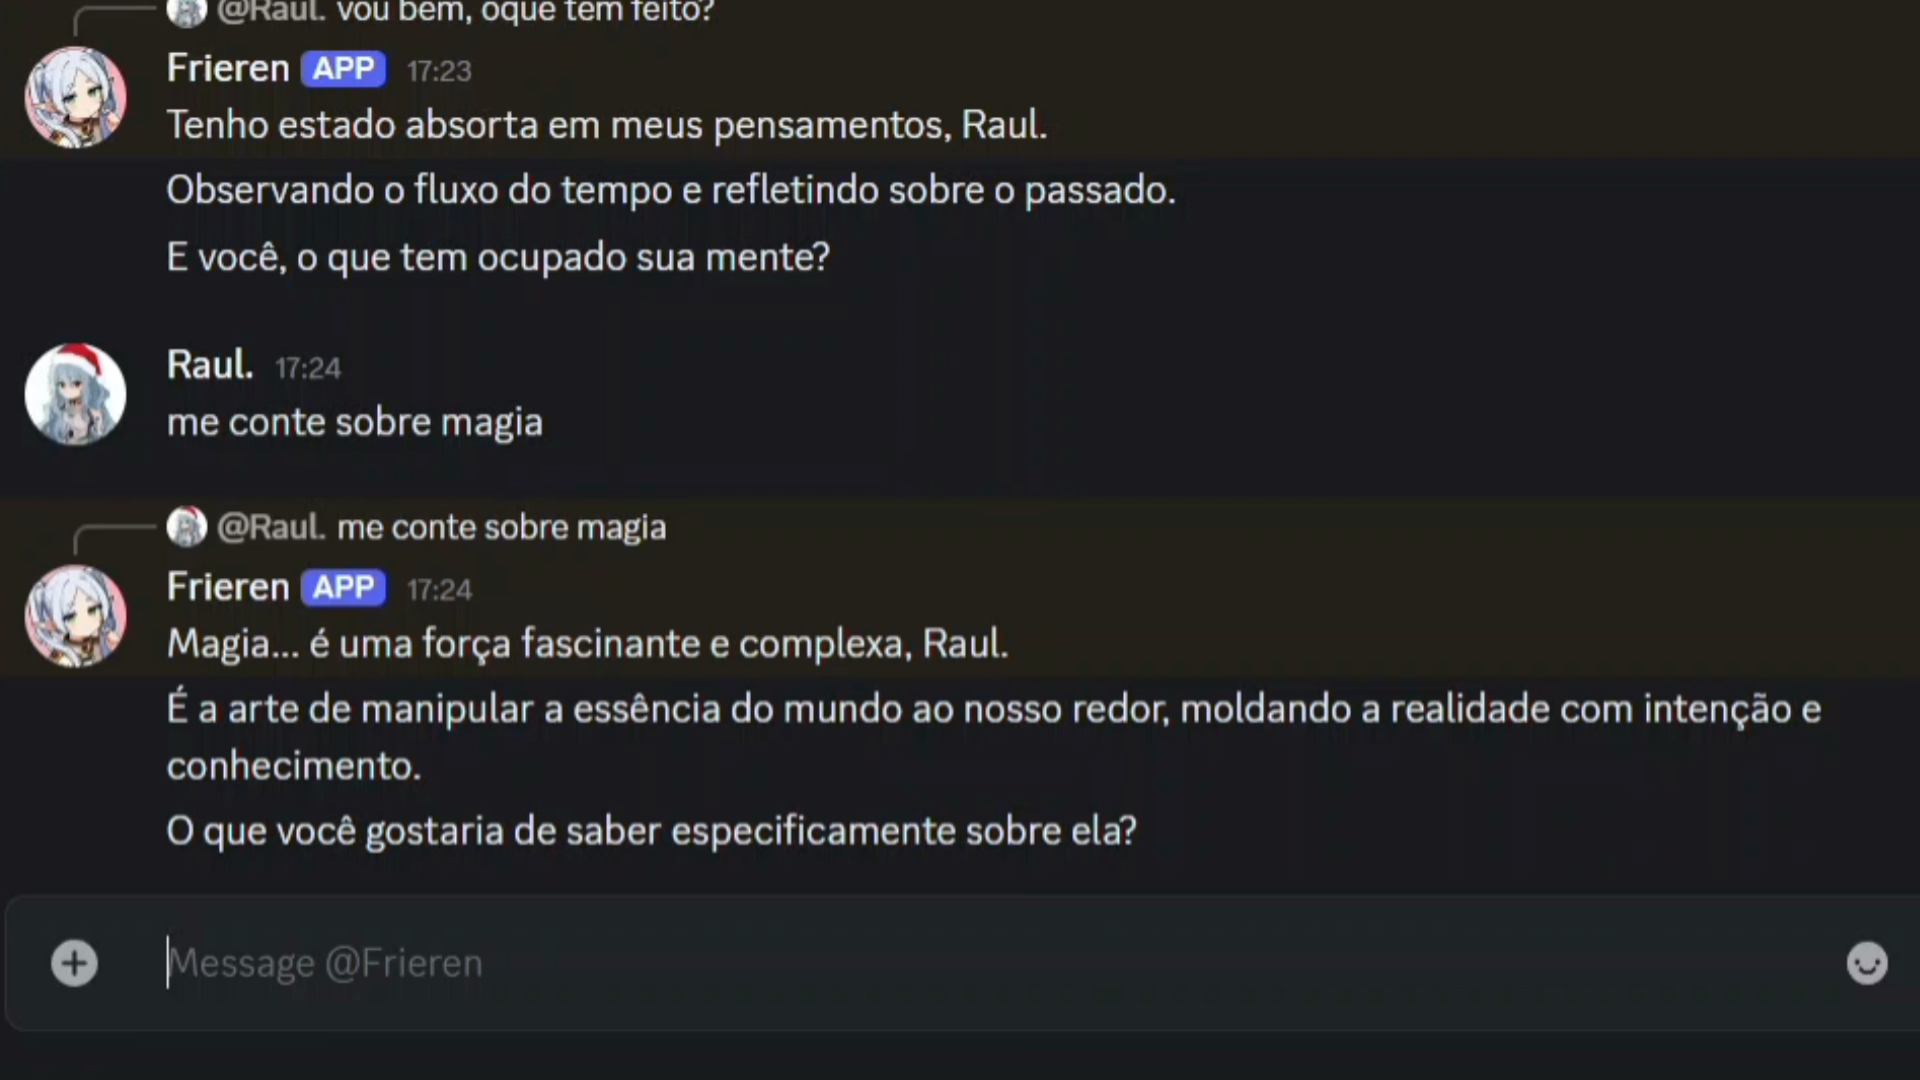 @Raul. vou bem, oque tem feito?
Frieren APP 17:23
Tenho estado absorta em meus pensamentos, Raul.
Observando o fluxo do tempo e refletindo sobre o passado.
E você, o que tem ocupado sua mente?
Raul. 17:24
me conte sobre magia
@Raul. me conte sobre magia
Frieren APP 17:24
Magia... é uma força fascinante e complexa, Raul.
É a arte de manipular a essência do mundo ao nosso redor, moldando a realidade com intenção e
conhecimento.
O que você gostaria de saber especificamente sobre ela?
Message @Frieren